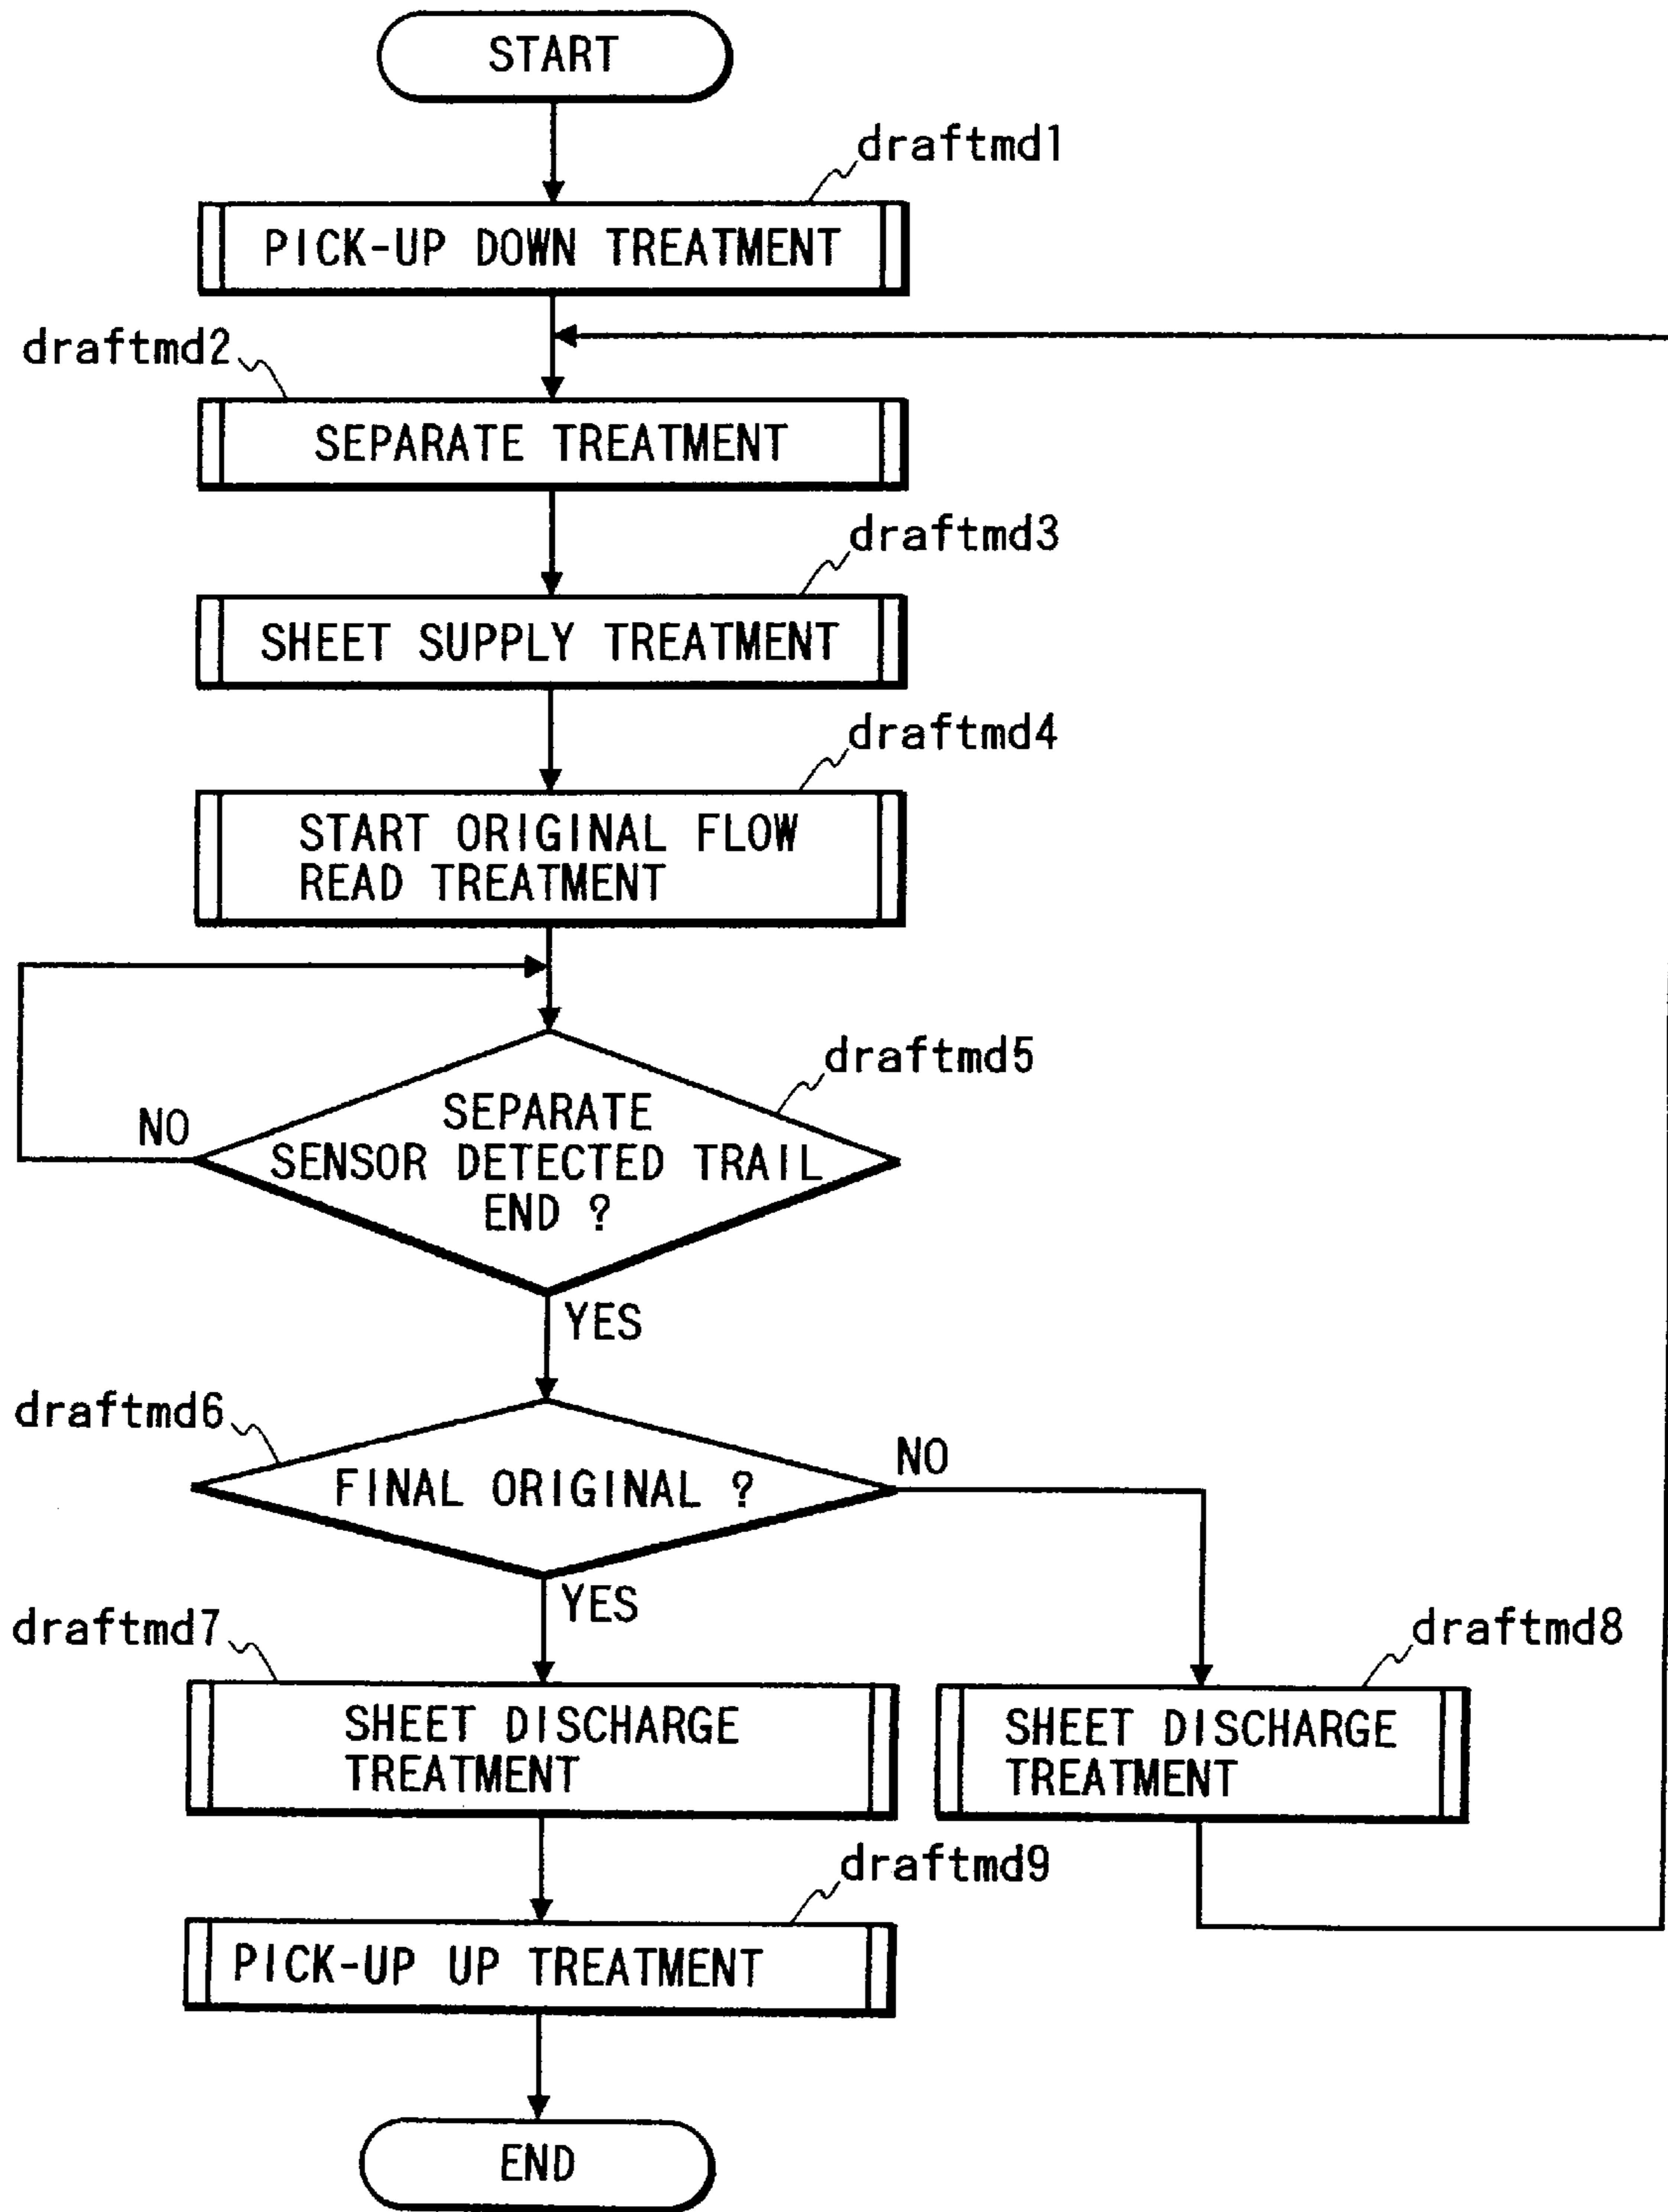 START
draftmd1
PICK-UP DOWN TREATMENT
draftmd2
SEPARATE TREATMENT
draftmd3
SHEET SUPPLY TREATMENT
draftmd4
START ORIGINAL FLOW
READ TREATMENT
draftmd5
NO
SEPARATE
SENSOR DETECTED TRAIL
END ?
YES
draftmd6
FINAL ORIGINAL ?
NO
YES
draftmd7
SHEET DISCHARGE
TREATMENT
draftmd8
SHEET DISCHARGE
TREATMENT
draftmd9
PICK-UP UP TREATMENT
END